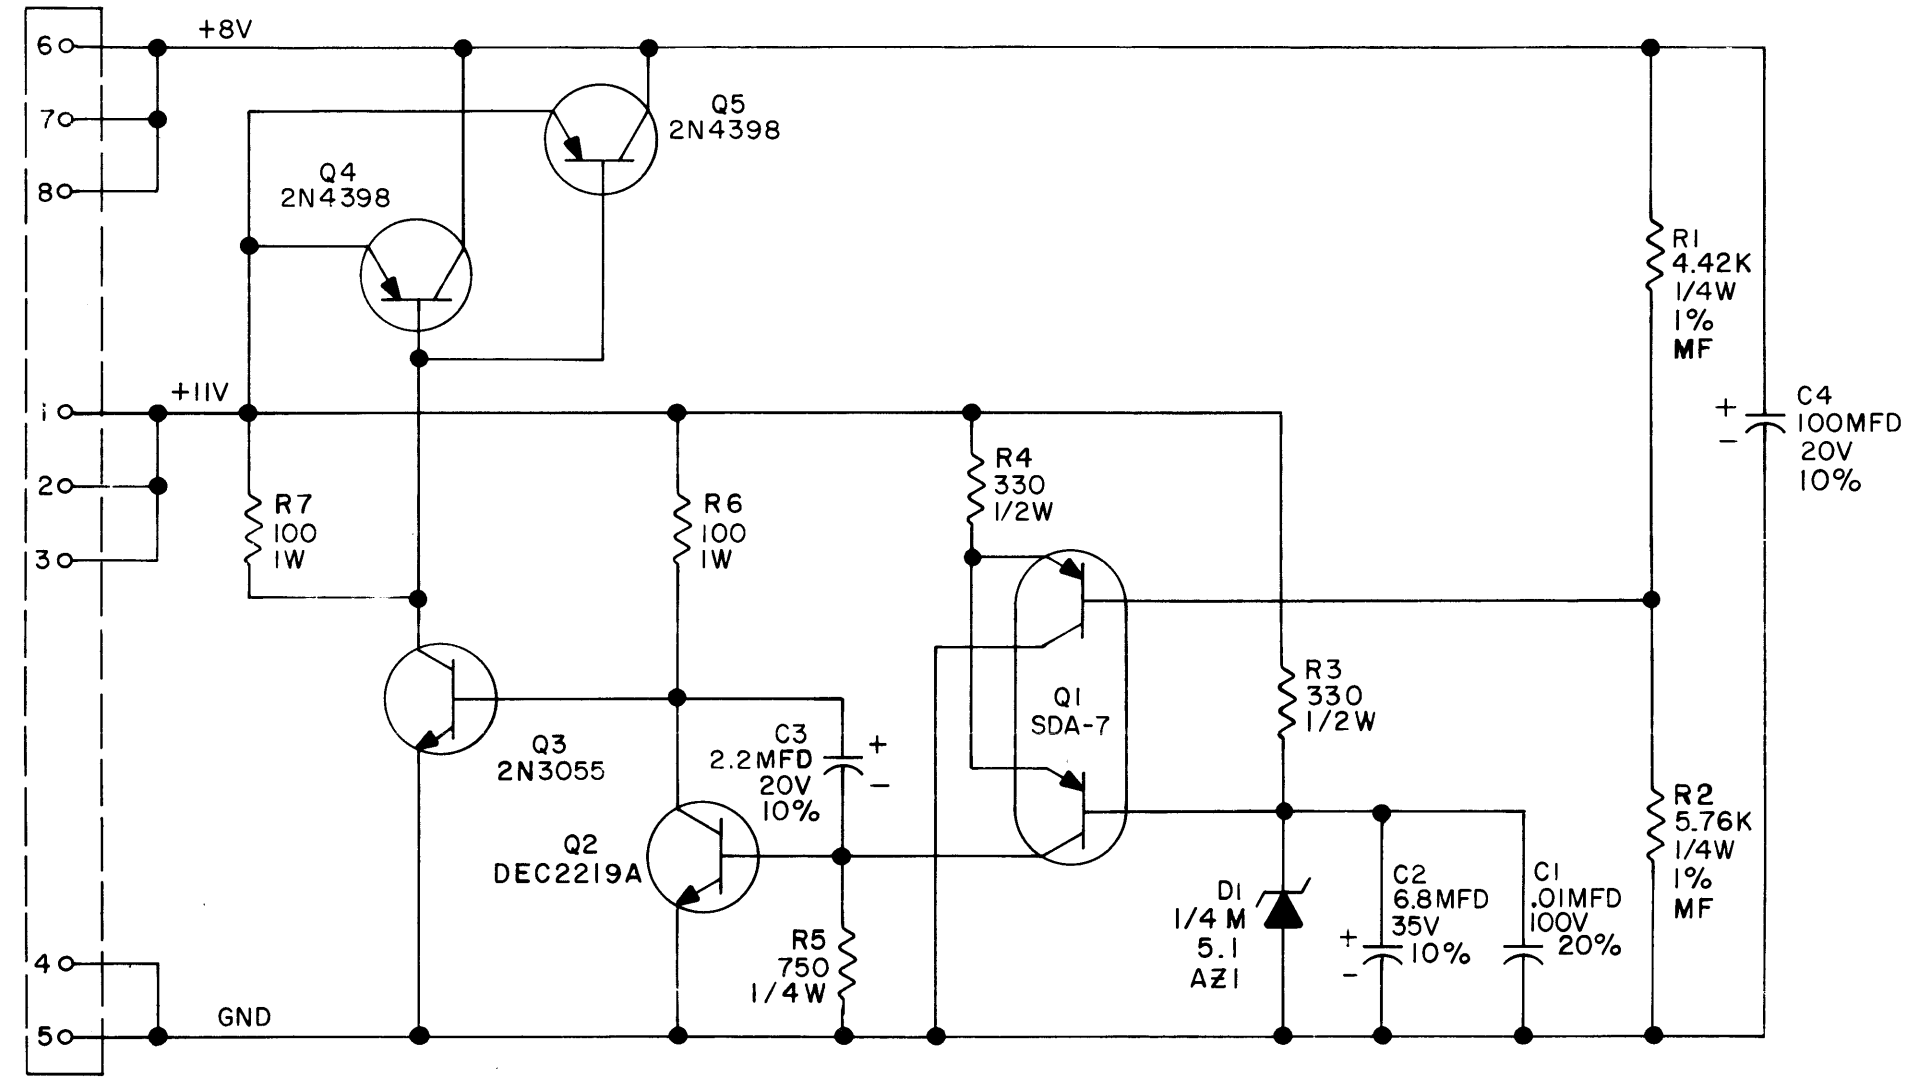 6
+8V
7
8
Q5
2N4398
Q4
2N4398
R1
4.42K
1/4W
1%
MF
1
+11V
2
3
R7
100
1W
R6
100
1W
R4
330
1/2W
+
-
C4
100MFD
20V
10%
Q1
SDA-7
R3
330
1/2W
Q3
2N3055
C3
2.2MFD
20V
10%
+
-
Q2
DEC2219A
R5
750
1/4W
D1
1/4 M
5.1
AZ1
C2
6.8MFD
35V
10%
+
-
C1
.01MFD
100V
20%
R2
5.76K
1/4W
1%
MF
4
GND
5